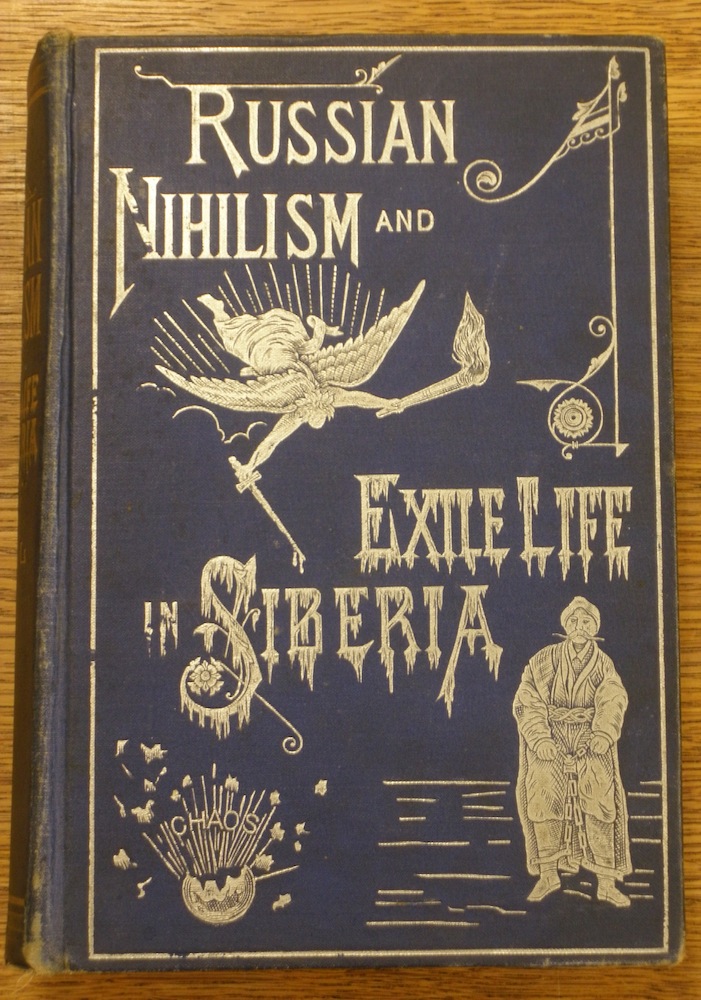 RUSSIAN
NIHILISM AND
EXILE LIFE
IN SIBERIA
CHAOS